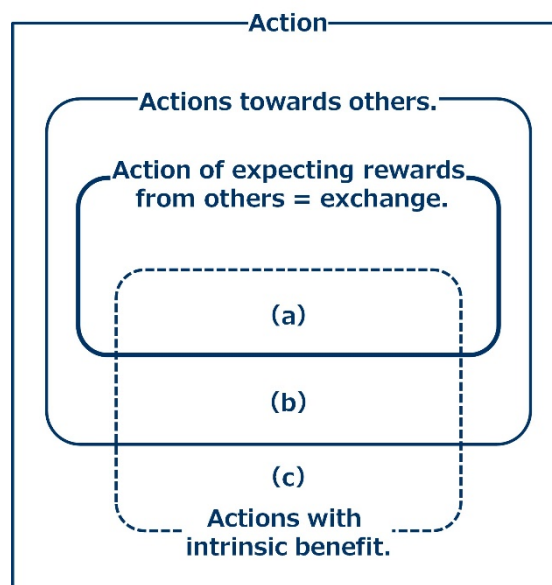 Action
Actions towards others.
Action of expecting rewards
from others = exchange.
(a)
(b)
(c)
Actions with
intrinsic benefit.